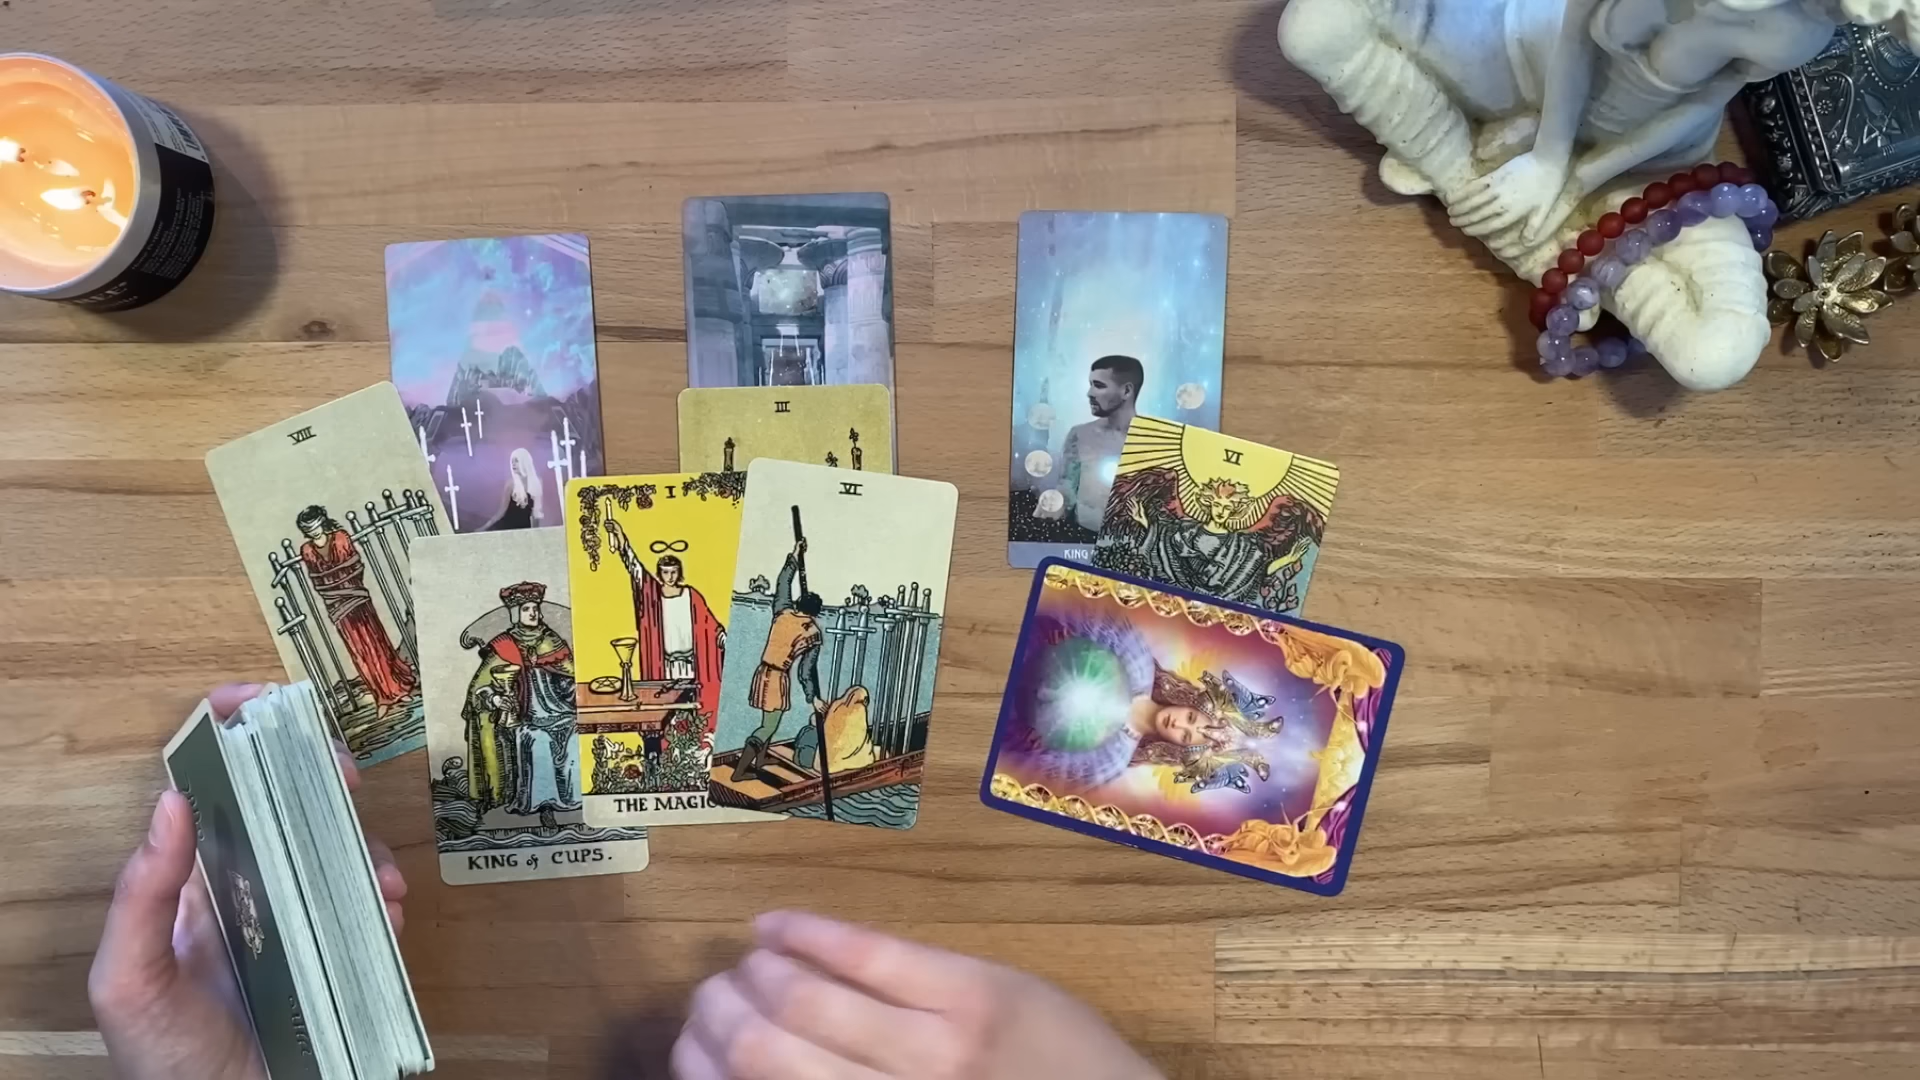 VIII
III
VI
I
VI
KING
THE MAGIC
KING of CUPS.